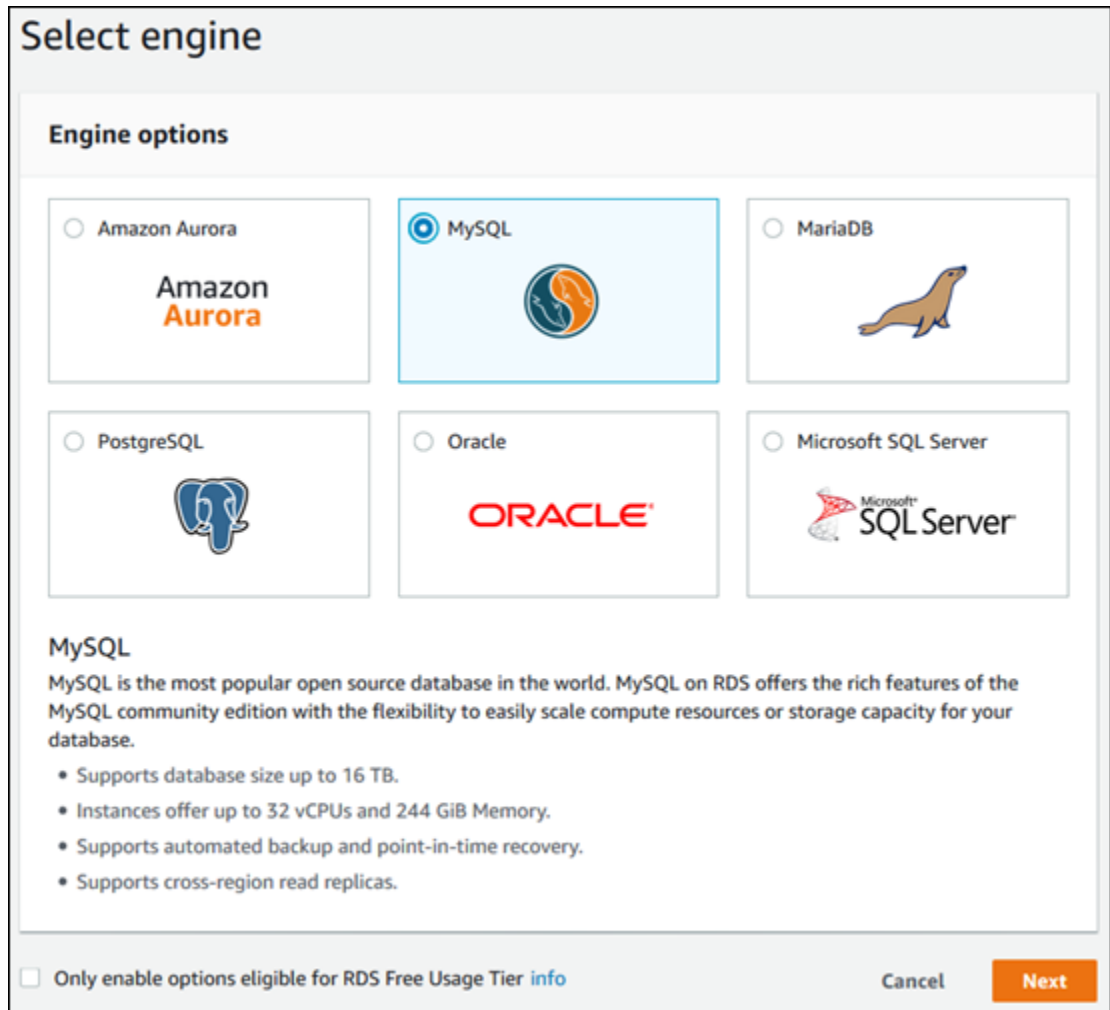 Select engine
Engine options
Amazon Aurora
MySQL
MariaDB
Amazon
Aurora
PostgreSQL
Oracle
Microsoft SQL Server
ORACLE®
Microsoft®
SQL Server
MySQL
MySQL is the most popular open source database in the world. MySQL on RDS offers the rich features of the
MySQL community edition with the flexibility to easily scale compute resources or storage capacity for your
database.
• Supports database size up to 16 TB.
• Instances offer up to 32 vCPUs and 244 GiB Memory.
• Supports automated backup and point-in-time recovery.
• Supports cross-region read replicas.
Only enable options eligible for RDS Free Usage Tier info
Cancel
Next